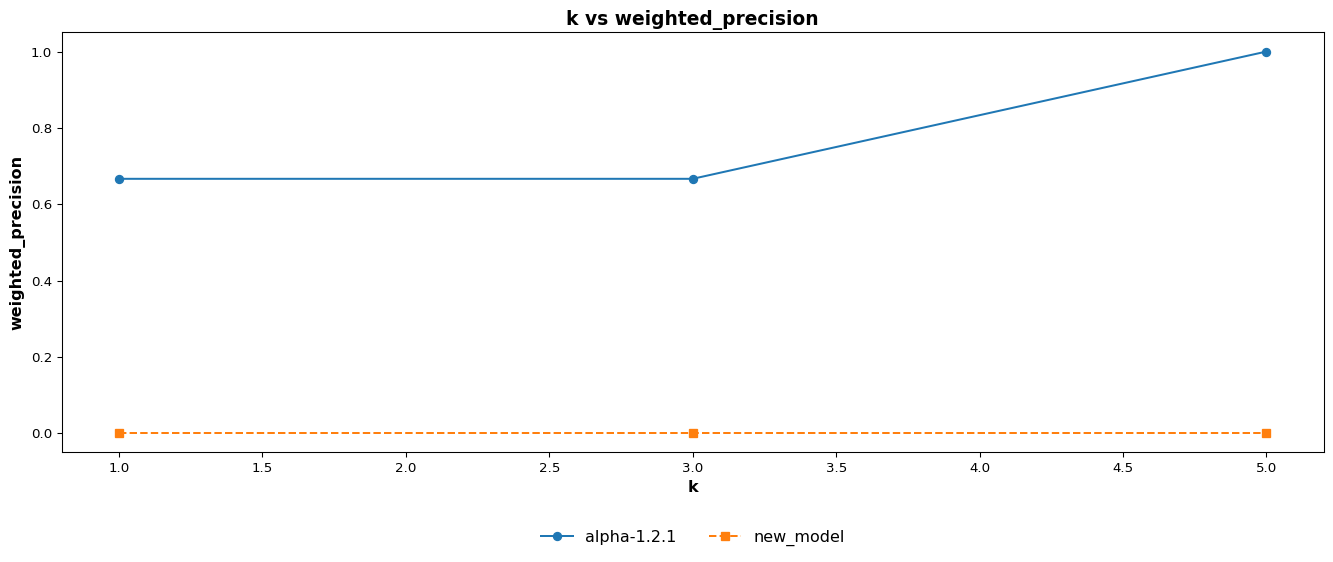 k vs weighted_precision
weighted_precision
1.0
0.8
0.6
0.4
0.2
0.0
1.0 1.5 2.0 2.5 3.0 3.5 4.0 4.5 5.0
k
alpha-1.2.1 new_model